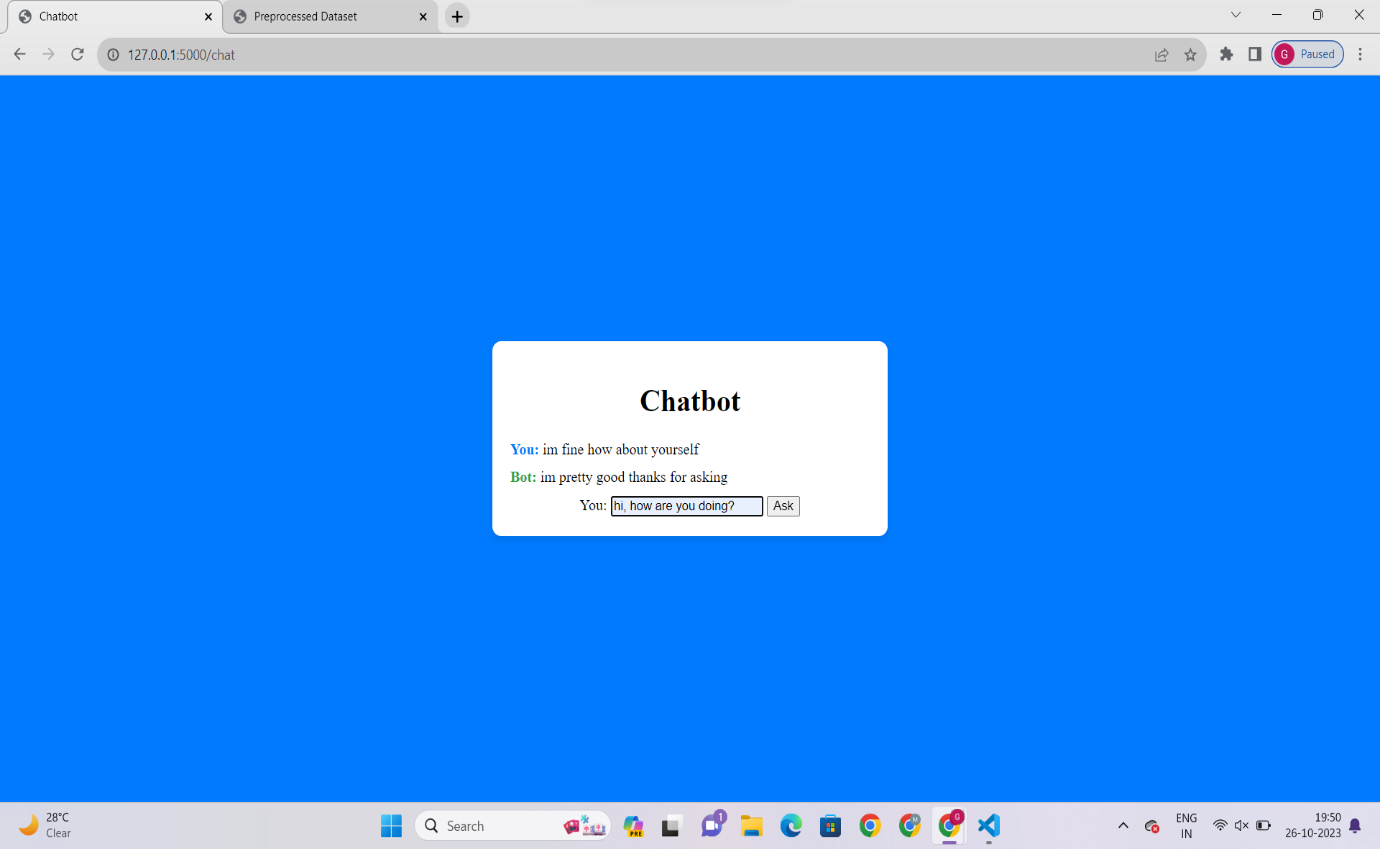 Chatbot
Preprocessed Dataset
127.0.0.1:5000/chat
G Paused
Chatbot
You: im fine how about yourself
Bot: im pretty good thanks for asking
You: hi, how are you doing? Ask
28°C
Clear
Search
PRE
1
M
G
ENG
IN
19:50
26-10-2023